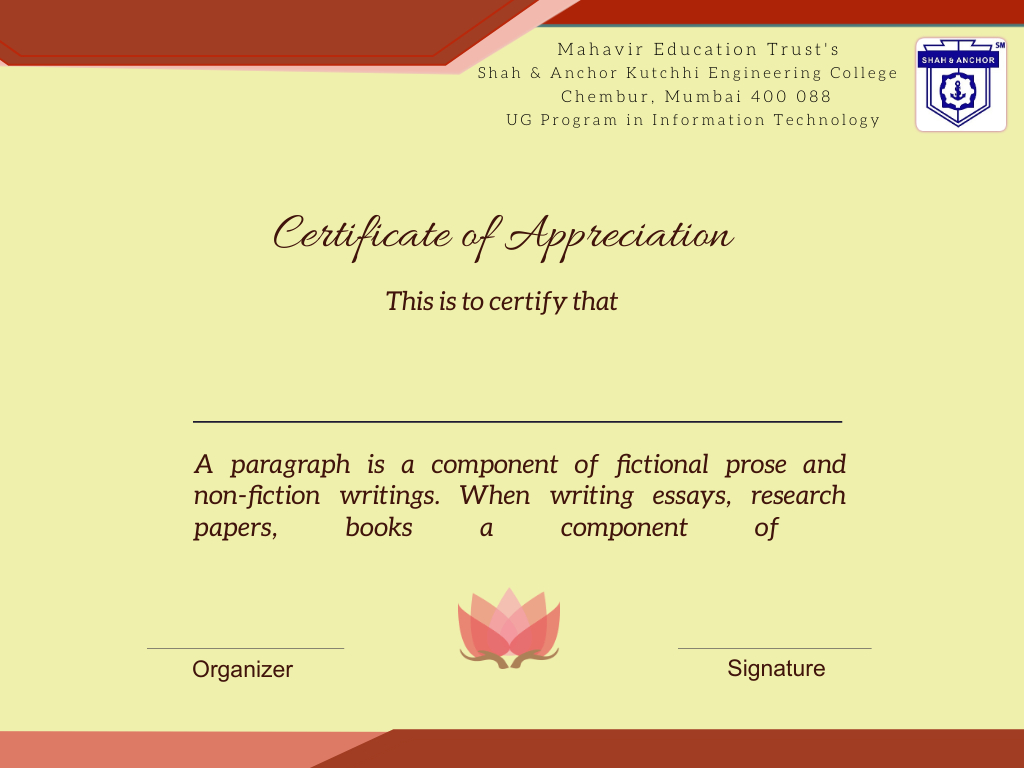 Mahavir Education Trust's
Shah & Anchor Kutchhi Engineering College
Chembur, Mumbai 400 088
UG Program in Information Technology
SM
SHAH & ANCHOR
Certificate of Appreciation
This is to certify that
A paragraph is a component of fictional prose and
non-fiction writings. When writing essays, research
papers, books a component of
Organizer
Signature